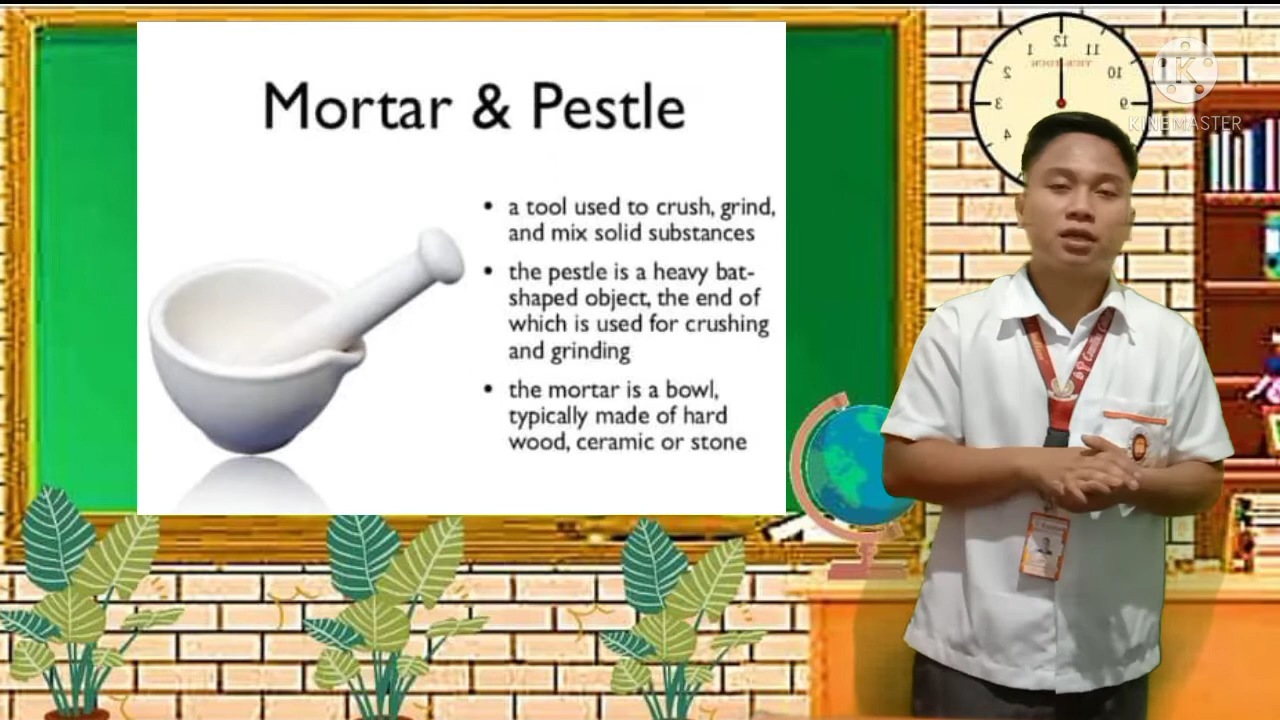 Mortar & Pestle
• a tool used to crush, grind,
and mix solid substances
• the pestle is a heavy bat-
shaped object, the end of
which is used for crushing
and grinding
• the mortar is a bowl,
typically made of hard
wood, ceramic or stone
12
11
10
9
1
2
3
4
K
KINEMASTER